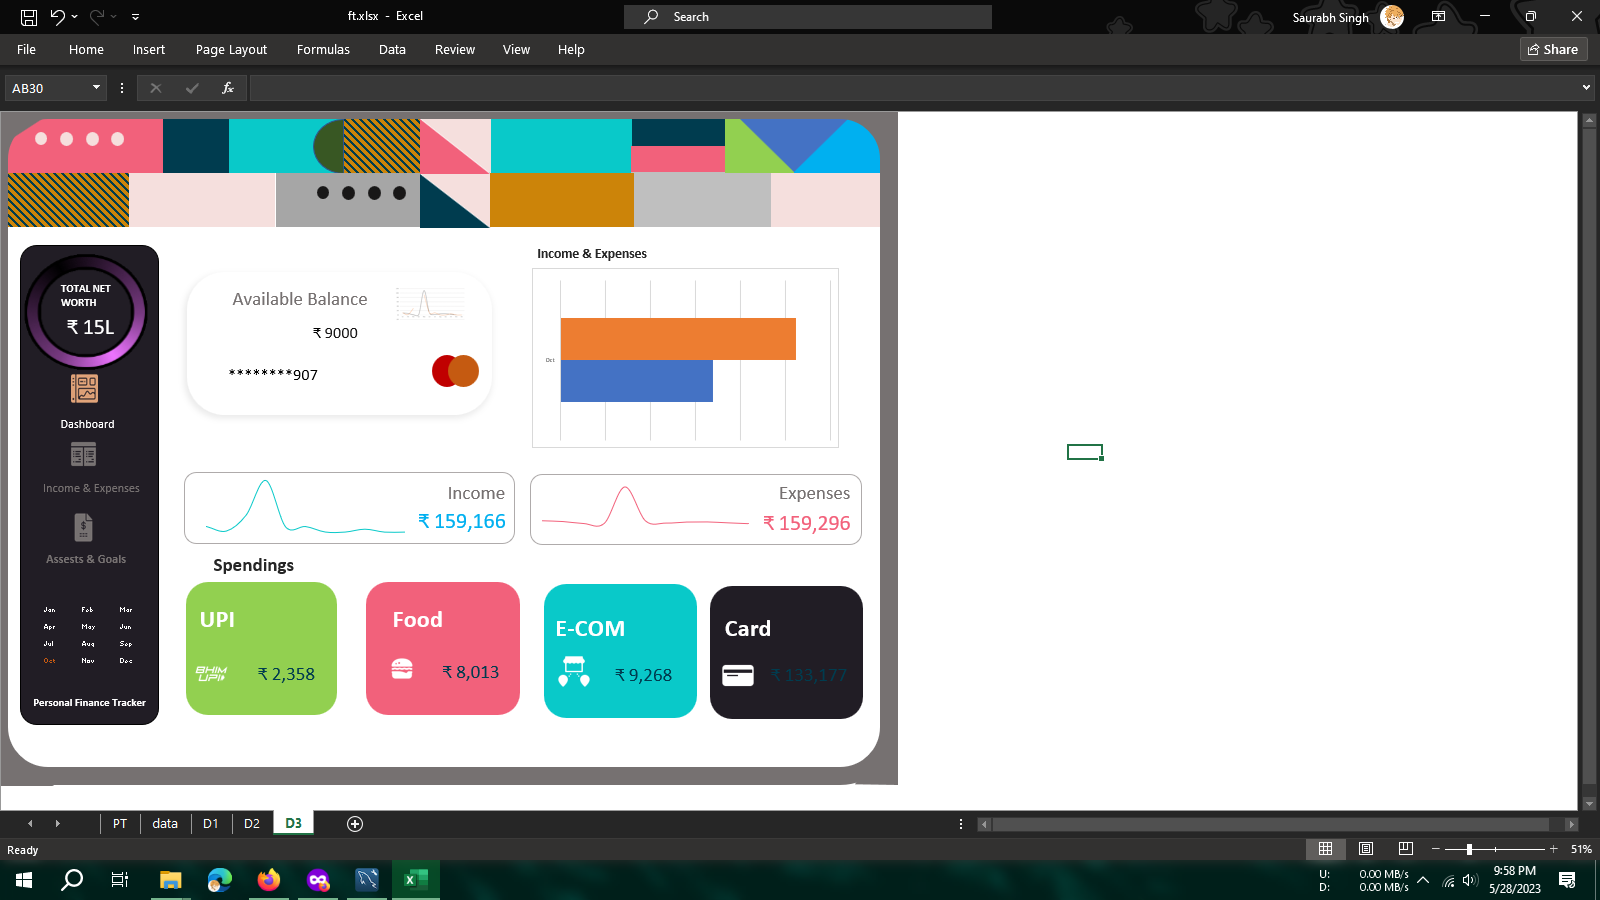 ft.xlsx - Excel
Search
Saurabh Singh
File Home Insert Page Layout Formulas Data Review View Help
Share
AB30
fx
TOTAL NET
WORTH
₹ 15L
Dashboard
Income & Expenses
Assests & Goals
Jan Feb Mar
Apr May Jun
Jul Aug Sep
Oct Nov Dec
Personal Finance Tracker
Available Balance
₹ 9000
********907
Income & Expenses
Oct
Income
₹ 159,166
Expenses
₹ 159,296
Spendings
UPI
BHIM
UPI
₹ 2,358
Food
₹ 8,013
E-COM
₹ 9,268
Card
₹ 133,177
PT data D1 D2 D3
Ready
51%
U: 0.00 MB/s
D: 0.00 MB/s
9:58 PM
5/28/2023